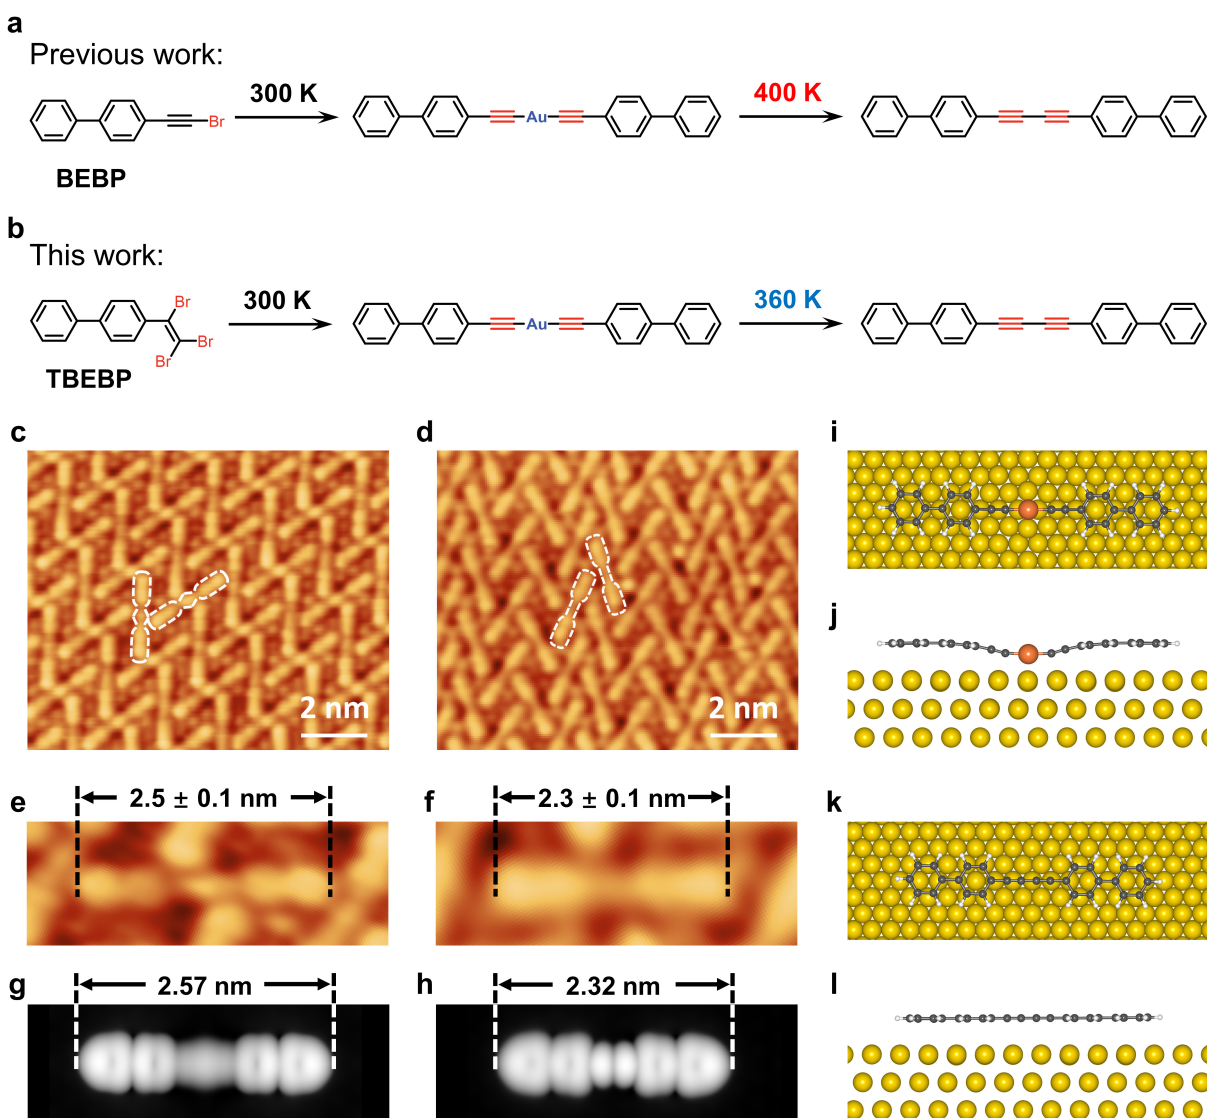 a
Previous work:
300 K
400 K
Br
Au
BEBP
b
This work:
300 K
360 K
Br
Br
Br
Au
TBEBP
c
d
i
2 nm
2 nm
j
e
2.5 ± 0.1 nm
f
2.3 ± 0.1 nm
k
g
2.57 nm
h
2.32 nm
l